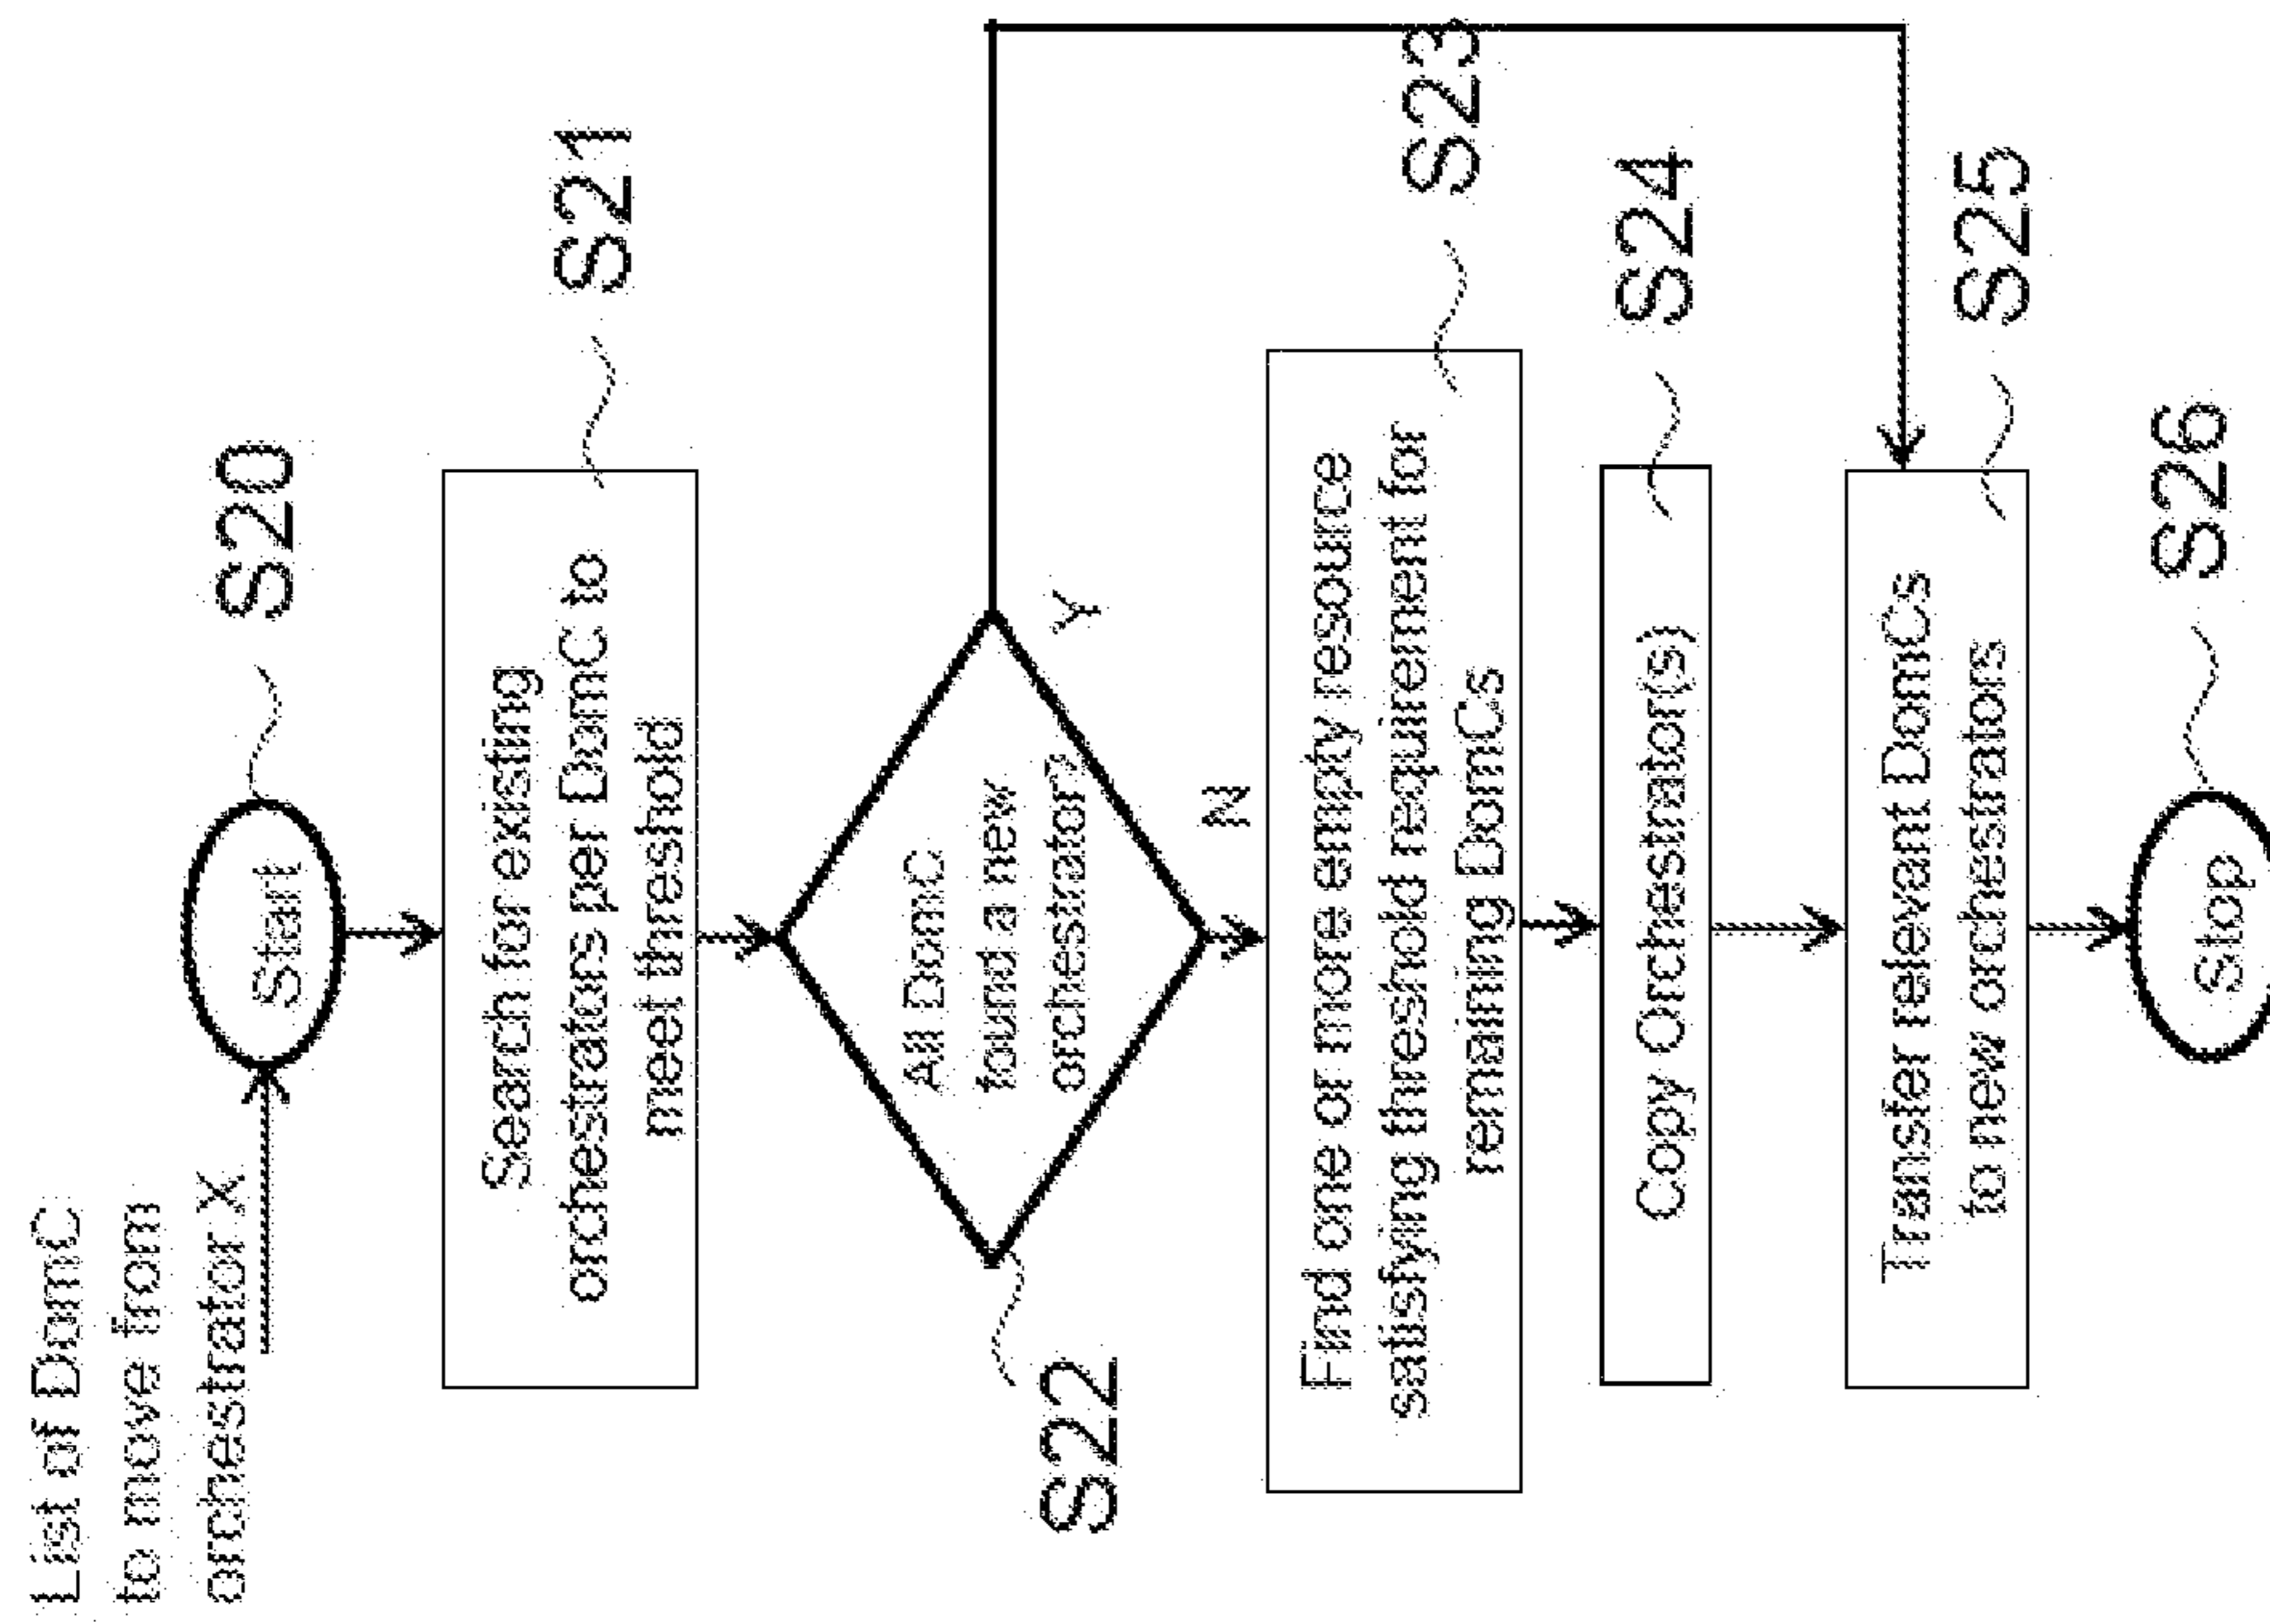 List of DomC
to move from
orchestrator X
Start
S20
Search for existing
orchestrators per DomC to
meet threshold
S21
All DomC
found a new
orchestrator?
S22
Y
N
Find one or more empty resource
satisfying threshold requirement for
remaining DomCs
S23
Copy Orchestrator(s)
S24
Transfer relevant DomCs
to new orchestrators
S25
Stop
S26